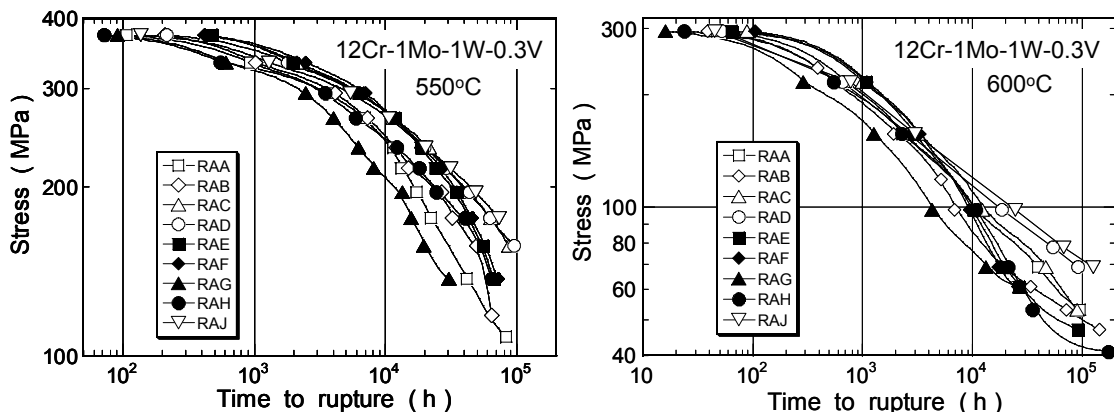 400
300
200
100
Stress ( MPa)
12Cr-1Mo-1W-0.3V
550oC
RAA
RAB
RAC
RAD
RAE
RAF
RAG
RAH
RAJ
10² 10³ 10⁴ 10⁵
Time to rupture ( h )
300
100
80
60
40
Stress ( MPa)
12Cr-1Mo-1W-0.3V
600oC
RAA
RAB
RAC
RAD
RAE
RAF
RAG
RAH
RAJ
10 10² 10³ 10⁴ 10⁵
Time to rupture ( h )